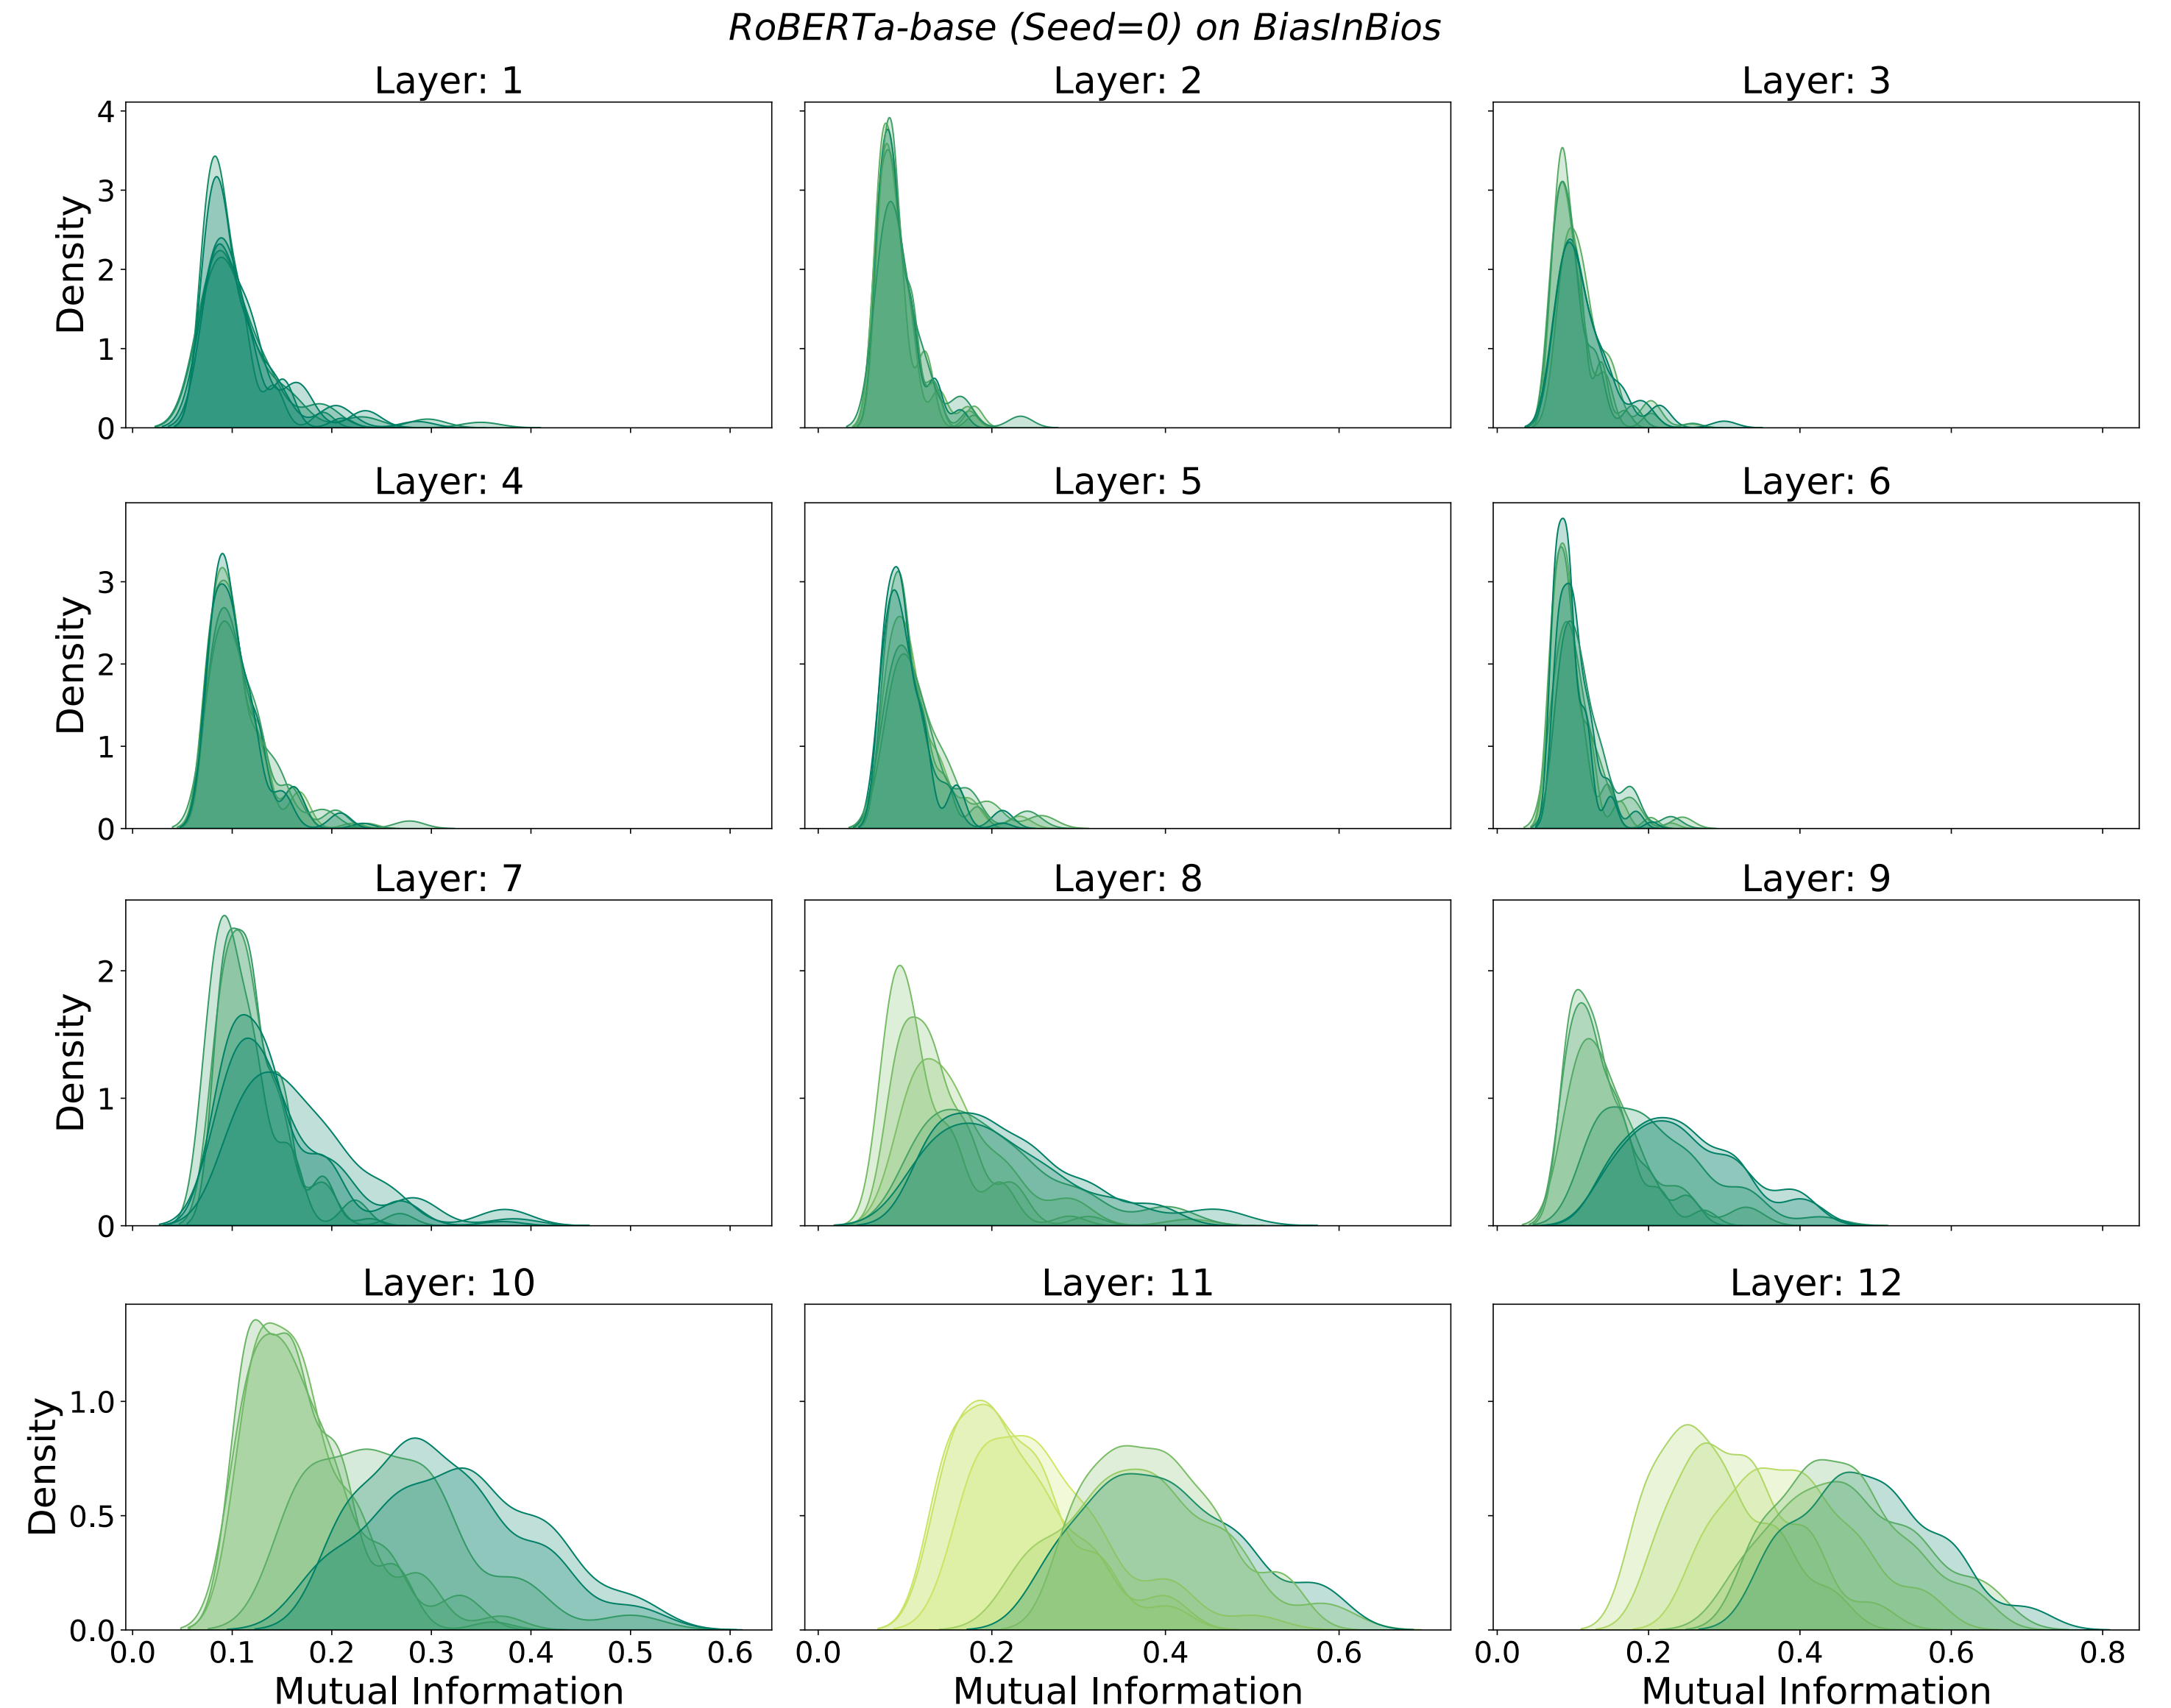 RoBERTa-base (Seed=0) on BiasInBios
Layer: 1
Layer: 2
Layer: 3
Density
4
3
2
1
0
Layer: 4
Layer: 5
Layer: 6
Density
3
2
1
0
Layer: 7
Layer: 8
Layer: 9
Density
2
1
0
Layer: 10
Layer: 11
Layer: 12
Density
1.0
0.5
0.0
0.0 0.1 0.2 0.3 0.4 0.5 0.6
Mutual Information
0.0 0.2 0.4 0.6
Mutual Information
0.0 0.2 0.4 0.6 0.8
Mutual Information